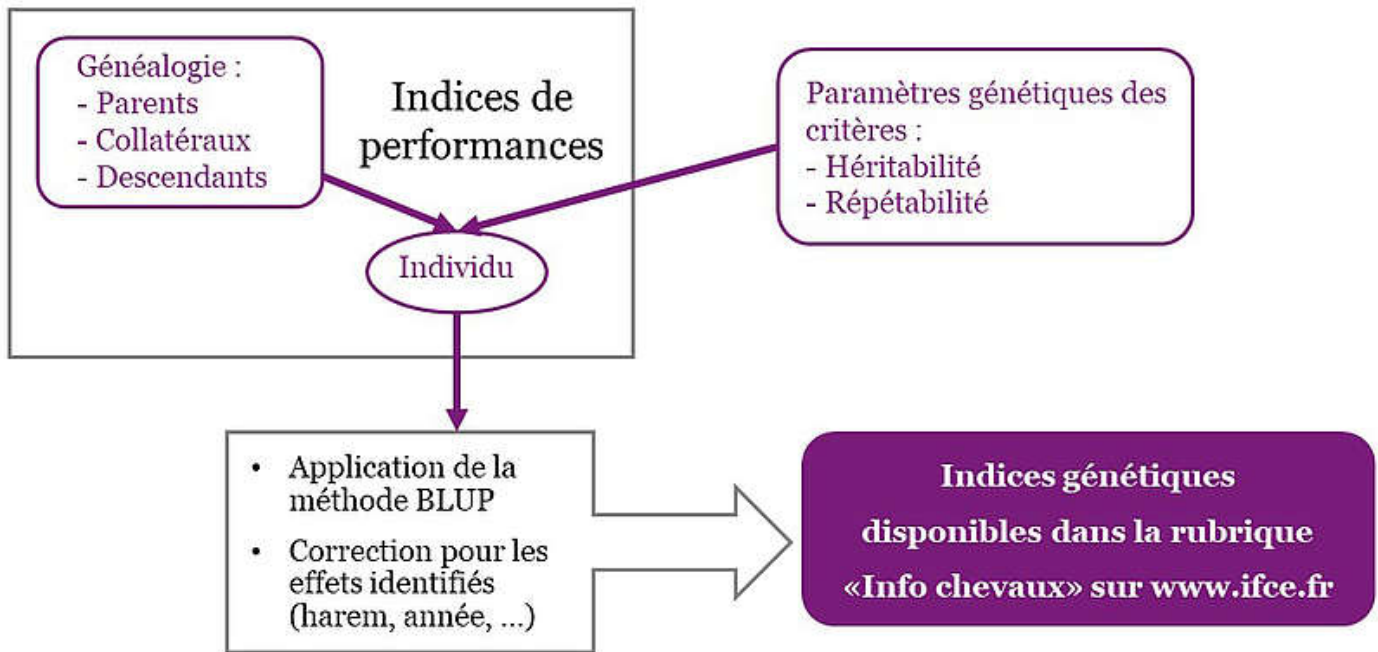 Généalogie :
- Parents
- Collatéraux
- Descendants
Indices de
performances
Paramètres génétiques des
critères :
- Héritabilité
- Répétabilité
Individu
• Application de la
méthode BLUP
• Correction pour les
effets identifiés
(harem, année, ...)
Indices génétiques
disponibles dans la rubrique
«Info chevaux» sur www.ifce.fr